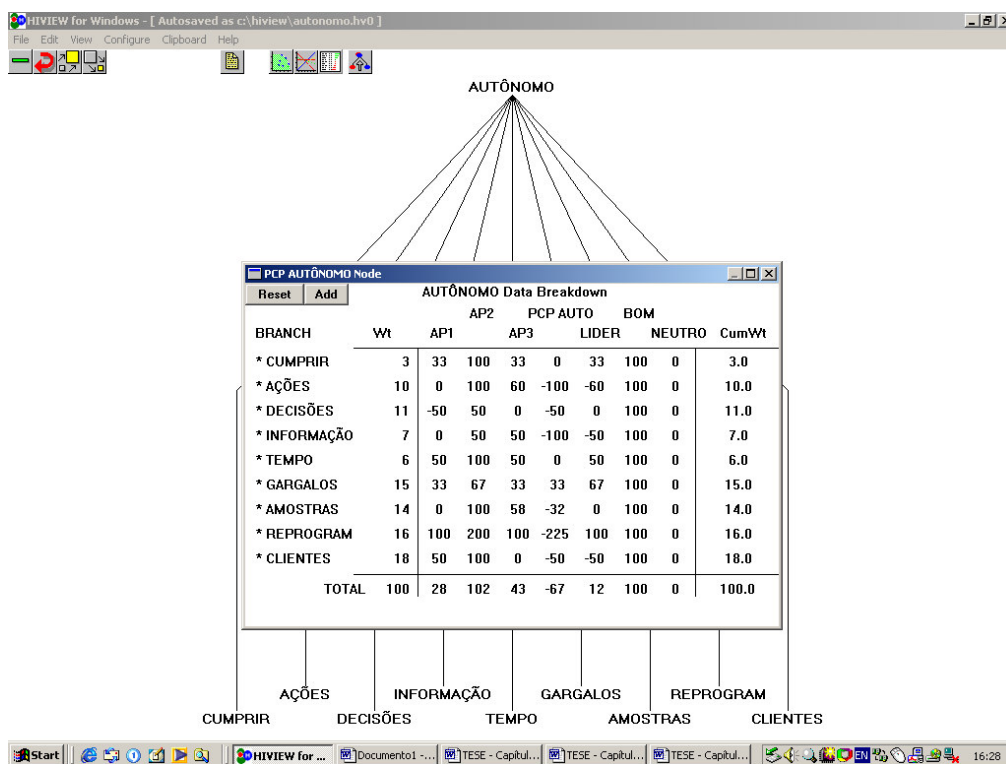 HIVIEW for Windows - [ Autosaved as c:\hiview\autonomo.hv0 ]
File Edit View Configure Clipboard Help
AUTÔNOMO
PCP AUTÔNOMO Node
Reset Add AUTÔNOMO Data Breakdown
AP2 PCP AUTO BOM
BRANCH Wt AP1 AP3 LIDER NEUTRO CumWt
* CUMPRIR 3 33 100 33 0 33 100 0 3.0
* AÇÕES 10 0 100 60 -100 -60 100 0 10.0
* DECISÕES 11 -50 50 0 -50 0 100 0 11.0
* INFORMAÇÃO 7 0 50 50 -100 -50 100 0 7.0
* TEMPO 6 50 100 50 0 50 100 0 6.0
* GARGALOS 15 33 67 33 33 67 100 0 15.0
* AMOSTRAS 14 0 100 58 -32 0 100 0 14.0
* REPROGRAM 16 100 200 100 -225 100 100 0 16.0
* CLIENTES 18 50 100 0 -50 -50 100 0 18.0
TOTAL 100 28 102 43 -67 12 100 0 100.0
AÇÕES INFORMAÇÃO GARGALOS REPROGRAM
CUMPRIR DECISÕES TEMPO AMOSTRAS CLIENTES
Start HIVIEW for ... Documento1 -... TESE - Capítul... TESE - Capítul... TESE - Capítul... EN 16:28